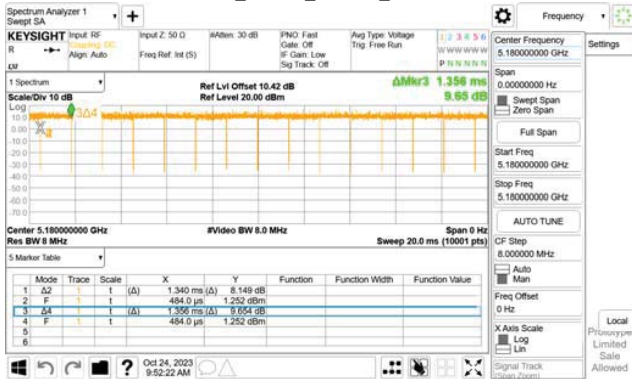 Spectrum Analyzer 1
Swept SA
Frequency
KEYSIGHT
Input: RF
Coupling: DC
Align: Auto
Input Z: 50 Ω
Freq Ref: Int (S)
#Atten: 30 dB
PNO: Fast
Gate: Off
IF Gain: Low
Sig Track: Off
Avg Type: Voltage
Trig: Free Run
1 2 3 4 5 6
W W W W W W
P N N N N N
R
LXI
Center Frequency
5.180000000 GHz
Settings
Span
0.00000000 Hz
Swept Span
Zero Span
Full Span
Start Freq
5.180000000 GHz
Stop Freq
5.180000000 GHz
AUTO TUNE
CF Step
8.000000 MHz
Auto
Man
Freq Offset
0 Hz
X Axis Scale
Log
Lin
Signal Track
(Span Zoom)
Local
Prototype
Limited
Sale
Allowed
1 Spectrum
Scale/Div 10 dB
Ref Lvl Offset 10.42 dB
Ref Level 20.00 dBm
ΔMkr3 1.356 ms
9.65 dB
Log
3Δ4
10.0
0.00
-10.0
-20.0
-30.0
-40.0
-50.0
-60.0
-70.0
Center 5.180000000 GHz
Res BW 8 MHz
#Video BW 8.0 MHz
Span 0 Hz
Sweep 20.0 ms (10001 pts)
5 Marker Table
Mode Trace Scale X Y Function Function Width Function Value
1 Δ2 1 t (Δ) 1.340 ms (Δ) 8.149 dB
2 F 1 t 484.0 µs 1.252 dBm
3 Δ4 1 t (Δ) 1.356 ms (Δ) 9.654 dB
4 F 1 t 484.0 µs 1.252 dBm
5
6
Oct 24, 2023
9:52:22 AM